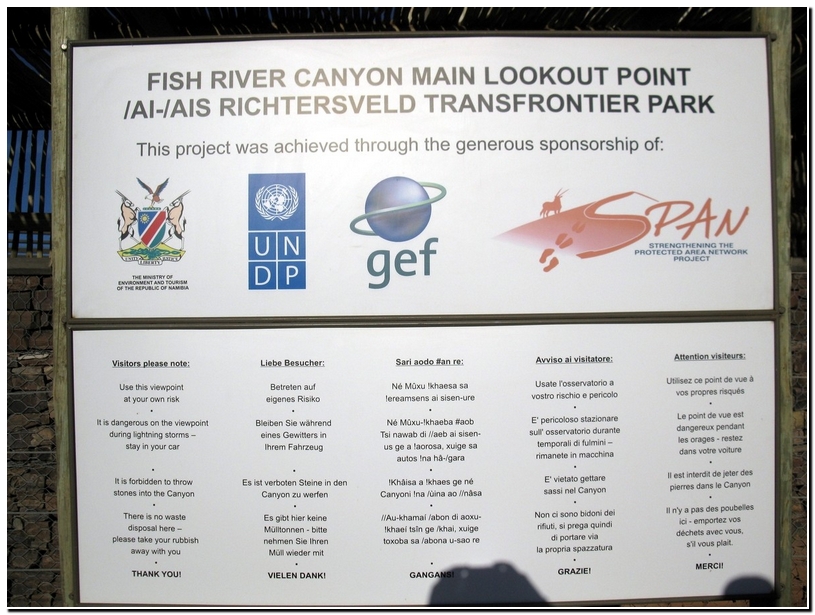 FISH RIVER CANYON MAIN LOOKOUT POINT
/AI-/AIS RICHTERSVELD TRANSFRONTIER PARK
This project was achieved through the generous sponsorship of:
THE MINISTRY OF
ENVIRONMENT AND TOURISM
OF THE REPUBLIC OF NAMIBIA
UN
DP
gef
SPAN
STRENGTHENING THE
PROTECTED AREA NETWORK
PROJECT
Visitors please note:
Use this viewpoint
at your own risk
•
It is dangerous on the viewpoint
during lightning storms –
stay in your car
•
It is forbidden to throw
stones into the Canyon
•
There is no waste
disposal here –
please take your rubbish
away with you
•
THANK YOU!
Liebe Besucher:
Betreten auf
eigenes Risiko
•
Bleiben Sie während
eines Gewitters in
Ihrem Fahrzeug
•
Es ist verboten Steine in den
Canyon zu werfen
•
Es gibt hier keine
Mülltonnen - bitte
nehmen Sie Ihren
Müll wieder mit
•
VIELEN DANK!
Sari aodo #an re:
Né Mûxu !khaesa sa
!ereamsens ai sisen-ure
•
Né Mûxu-!khaeba #aob
Tsi nawab di //aeb ai sisen-
us ge a !aorosa, xuige sa
autos !na hâ-/gara
•
!Khâisa a !khaes ge né
Canyoni !na /ùina ao //nâsa
•
//Au-khamai /abon di aoxu-
!khaei tsîn ge /khai, xuige
toxoba sa /abona u-sao re
•
GANGANS!
Avviso ai visitatore:
Usate l'osservatorio a
vostro rischio e pericolo
•
E' pericoloso stazionare
sull' osservatorio durante
temporali di fulmini –
rimanete in macchina
•
E' vietato gettare
sassi nel Canyon
•
Non ci sono bidoni dei
rifiuti, si prega quindi
di portare via
la propria spazzatura
•
GRAZIE!
Attention visiteurs:
Utilisez ce point de vue à
vos propres risqués
•
Le point de vue est
dangereux pendant
les orages - restez
dans votre voiture
•
Il est interdit de jeter des
pierres dans le Canyon
•
Il n'y a pas des poubelles
ici - emportez vos
déchets avec vous,
s'il vous plait.
•
MERCI!